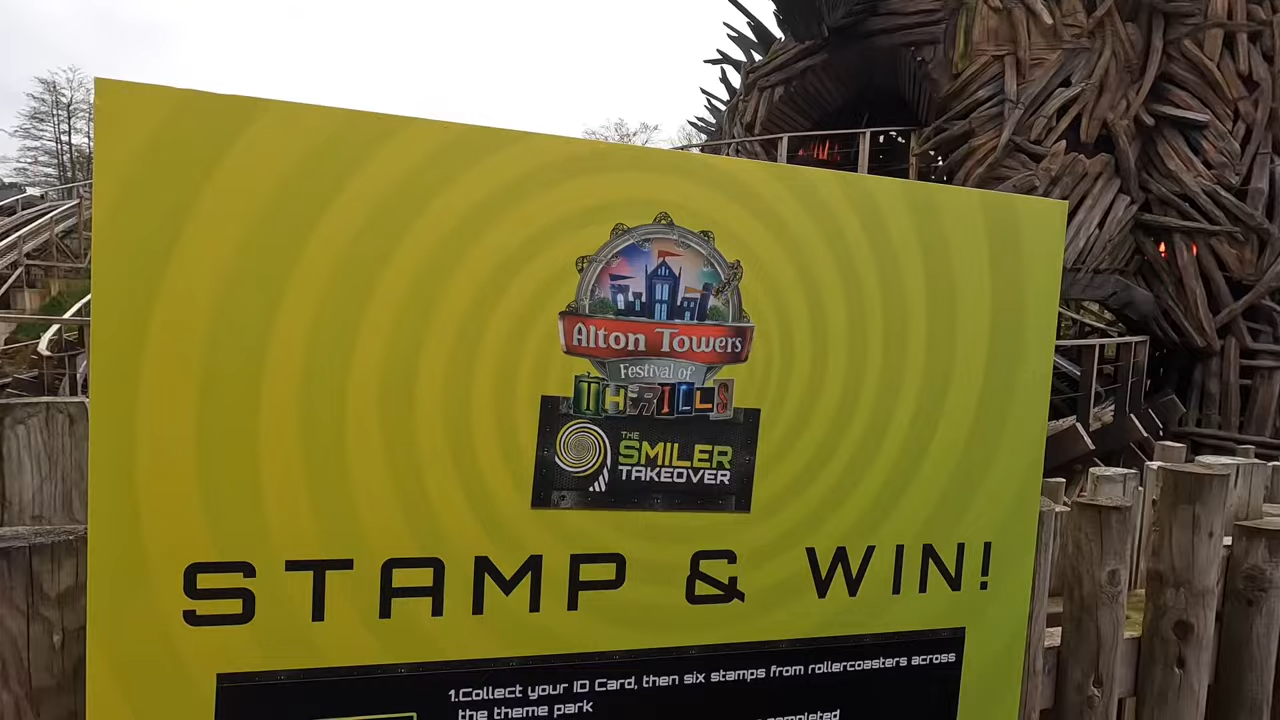 Alton Towers
Festival of
THRILLS
THE
SMILER
TAKEOVER
STAMP & WIN!
1.Collect your ID Card, then six stamps from rollercoasters across
the theme park
completed